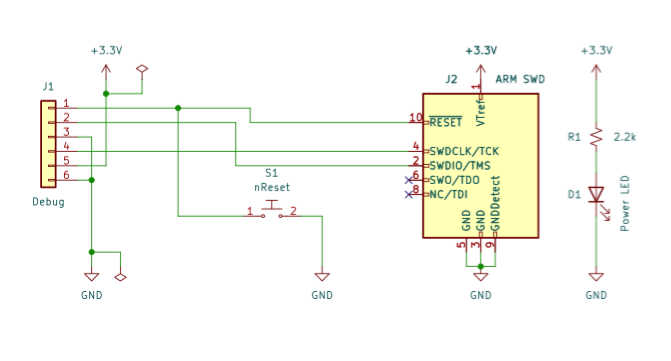 +3.3V
+3.3V
+3.3V
J1
J2
ARM SWD
1
2
3
4
5
6
Debug
1
VTref
10
RESET
4
SWDCLK/TCK
2
SWDIO/TMS
6
SWO/TDO
8
NC/TDI
GND
GND
GNDDetect
5
3
9
S1
nReset
1
2
R1
2.2k
D1
Power LED
GND
GND
GND
GND